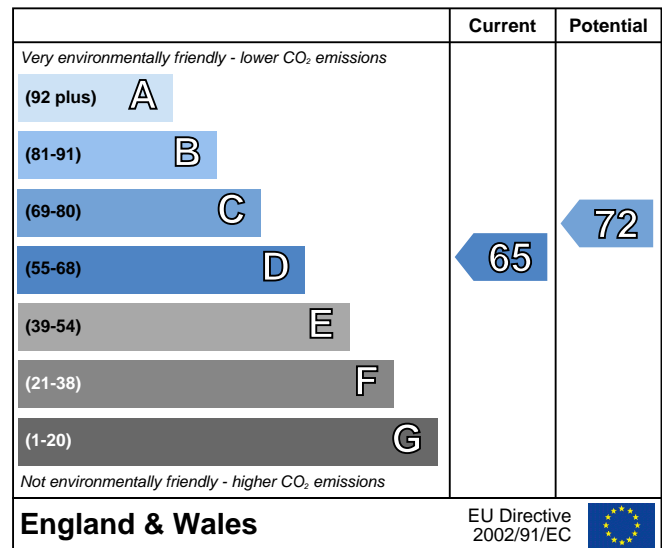 Current Potential
Very environmentally friendly - lower CO₂ emissions
(92 plus) A
(81-91) B
(69-80) C
72
(55-68) D
65
(39-54) E
(21-38) F
(1-20) G
Not environmentally friendly - higher CO₂ emissions
England & Wales
EU Directive
2002/91/EC